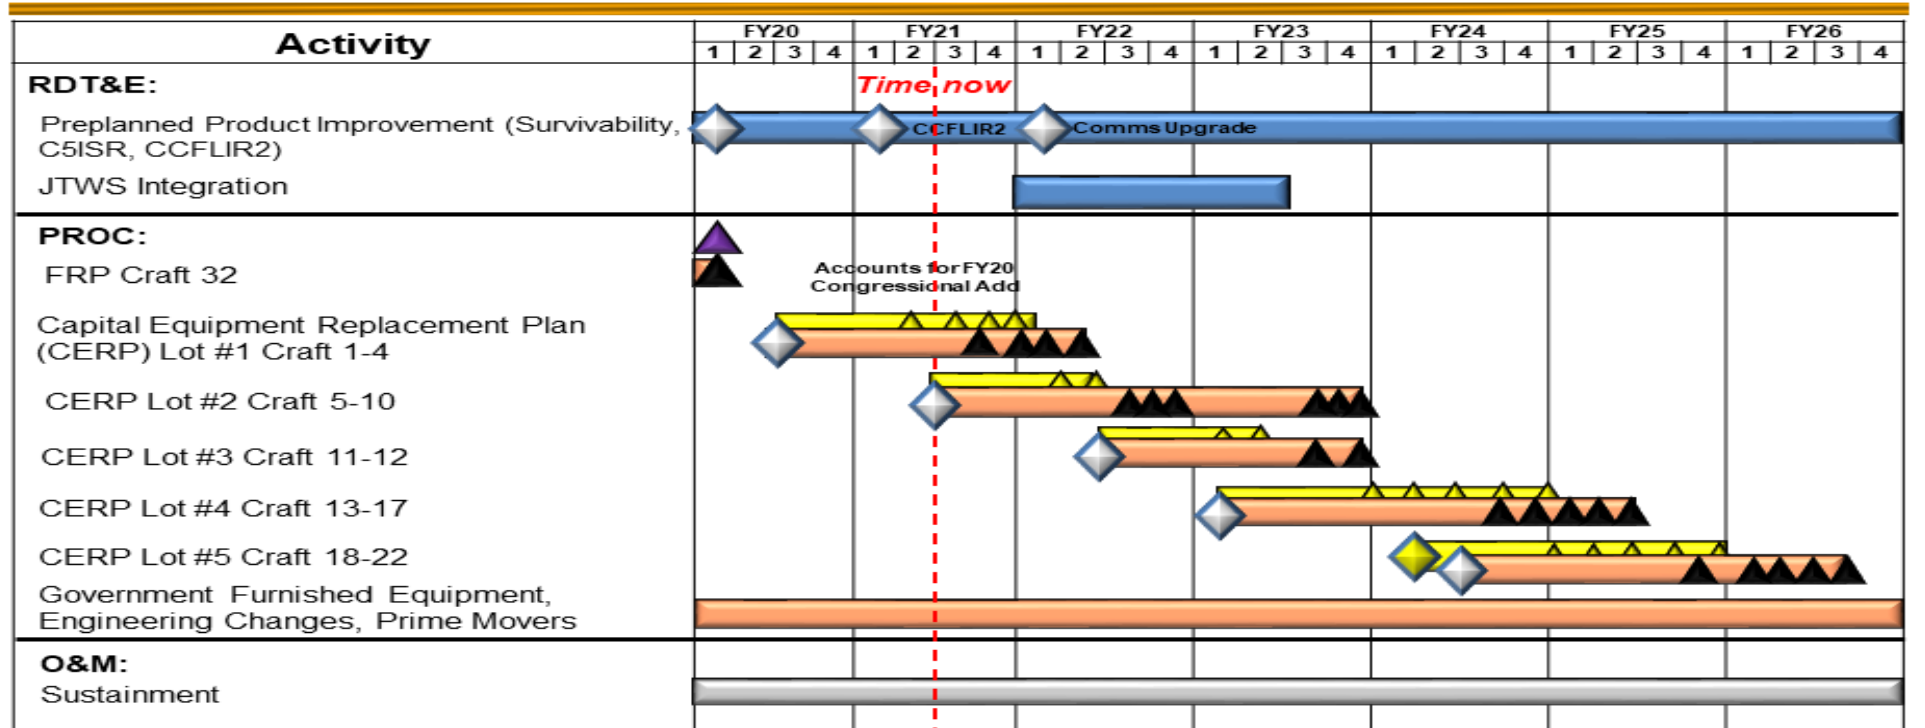 Activity
FY20 FY21 FY22 FY23 FY24 FY25 FY26
1 2 3 4 1 2 3 4 1 2 3 4 1 2 3 4 1 2 3 4 1 2 3 4 1 2 3 4
RDT&E:
Time now
Preplanned Product Improvement (Survivability,
C5ISR, CCFLIR2)
CCFLIR2
Comms Upgrade
JTWS Integration
PROC:
FRP Craft 32
Accounts for FY20
Congressional Add
Capital Equipment Replacement Plan
(CERP) Lot #1 Craft 1-4
CERP Lot #2 Craft 5-10
CERP Lot #3 Craft 11-12
CERP Lot #4 Craft 13-17
CERP Lot #5 Craft 18-22
Government Furnished Equipment,
Engineering Changes, Prime Movers
O&M:
Sustainment